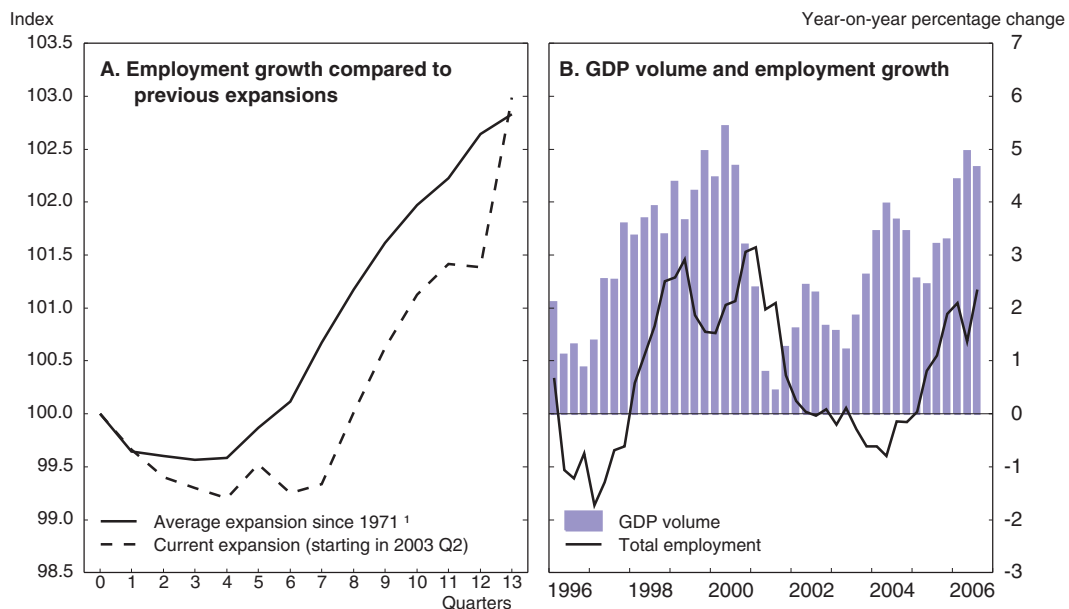 Index
Year-on-year percentage change
A. Employment growth compared to
previous expansions
103.5
103.0
102.5
102.0
101.5
101.0
100.5
100.0
99.5
99.0
98.5
Average expansion since 1971 ¹
Current expansion (starting in 2003 Q2)
0 1 2 3 4 5 6 7 8 9 10 11 12 13
Quarters
B. GDP volume and employment growth
7
6
5
4
3
2
1
0
-1
-2
-3
GDP volume
Total employment
1996 1998 2000 2002 2004 2006